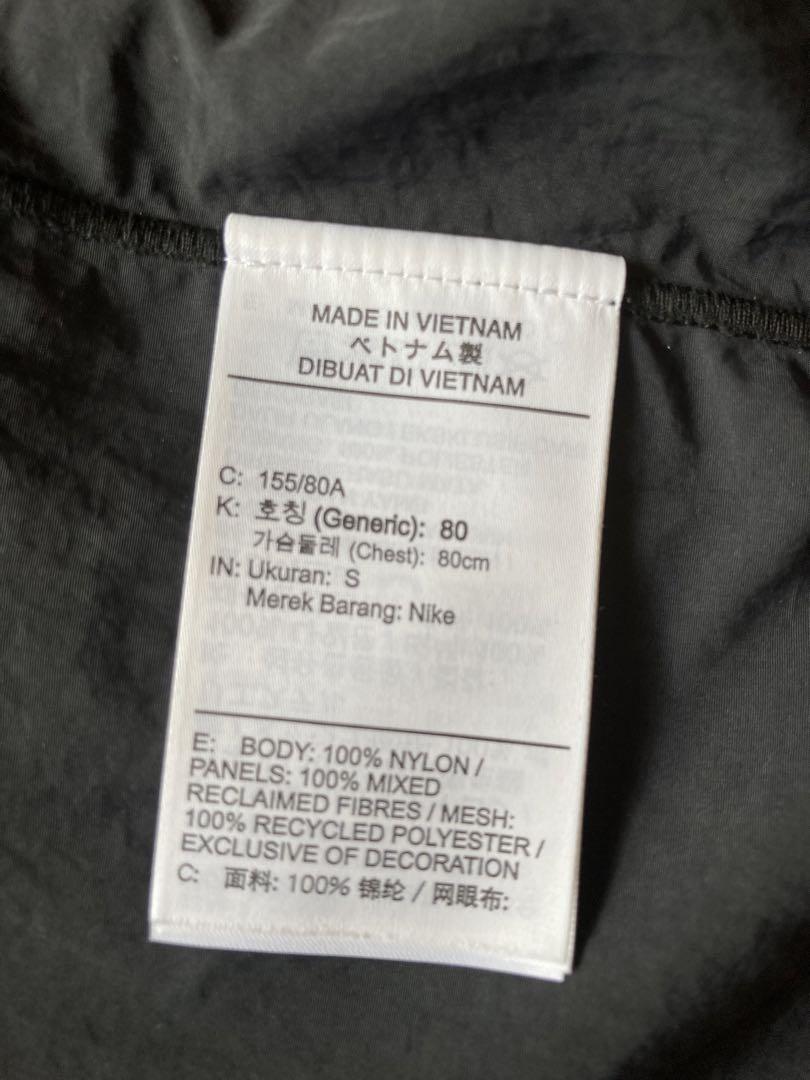 MADE IN VIETNAM
ベトナム製
DIBUAT DI VIETNAM
C: 155/80A
K: 호칭 (Generic): 80
가슴둘레 (Chest): 80cm
IN: Ukuran: S
Merek Barang: Nike
E: BODY: 100% NYLON /
PANELS: 100% MIXED
RECLAIMED FIBRES / MESH:
100% RECYCLED POLYESTER /
EXCLUSIVE OF DECORATION
C: 面料: 100% 锦纶 / 网眼布: